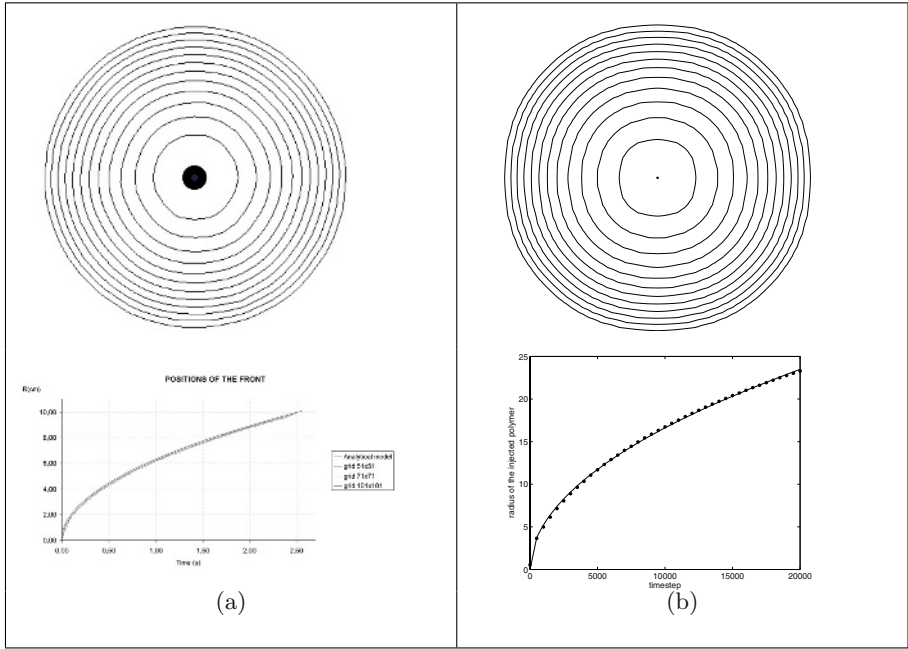 POSITIONS OF THE FRONT
R(cm)
10,00
8,00
6,00
4,00
2,00
0,00
0,00 0,50 1,00 1,50 2,00 2,50
Time (s)
Analytical model
grid 51x51
grid 71x71
grid 101x101
(a)
25
20
15
10
5
0
radius of the injected polymer
0 5000 10000 15000 20000
timestep
(b)